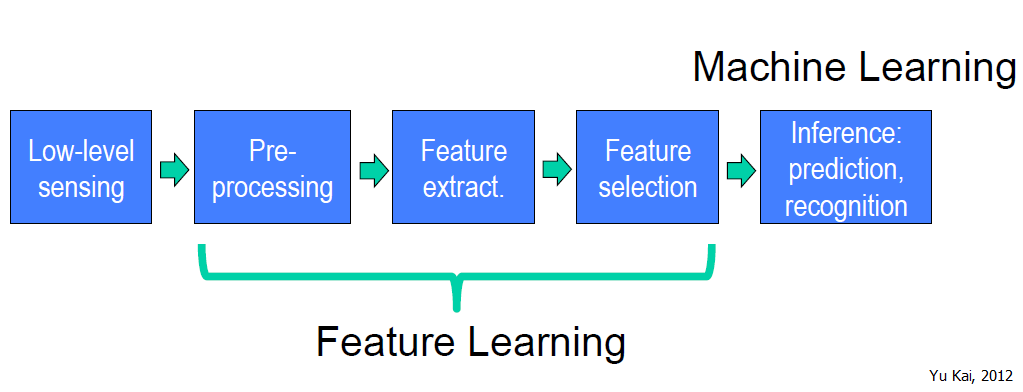 Machine Learning
Low-level
sensing
Pre-
processing
Feature
extract.
Feature
selection
Inference:
prediction,
recognition
Feature Learning
Yu Kai, 2012